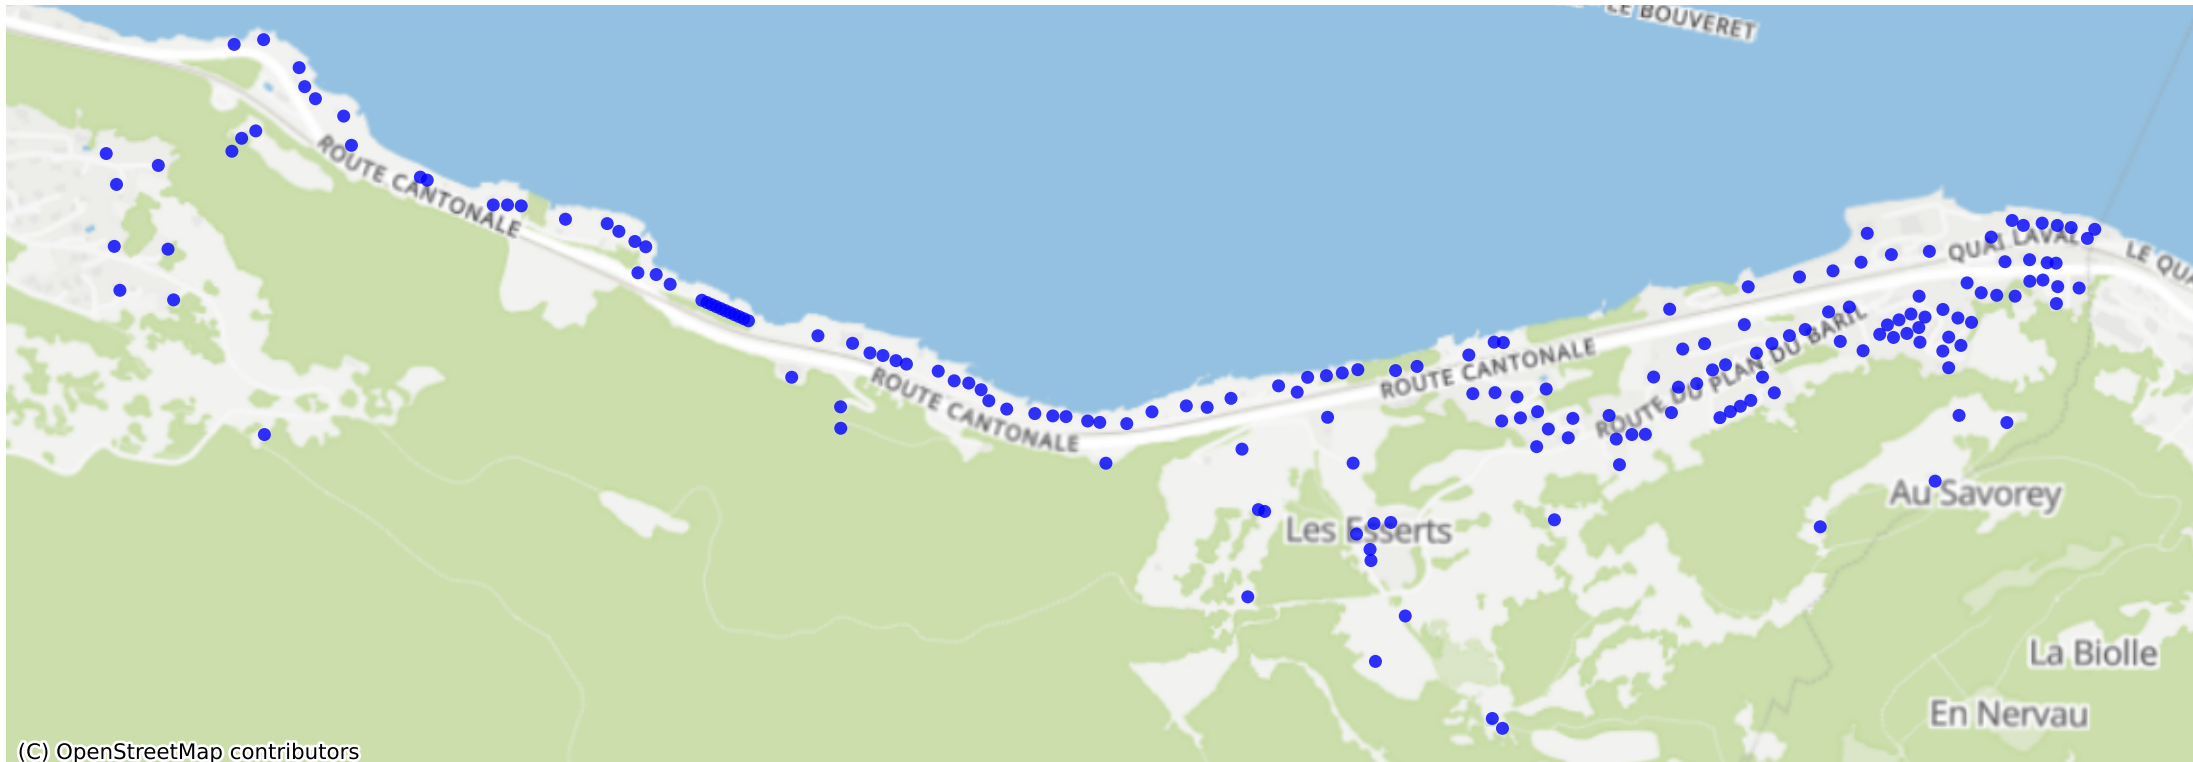 LE BOUVERET
ROUTE CANTONALE
QUAI LAVAL
LE QUA
ROUTE CANTONALE
ROUTE CANTONALE
ROUTE DU PLAN DU BARIL
Les Esserts
Au Savorey
La Biolle
En Nervau
(C) OpenStreetMap contributors